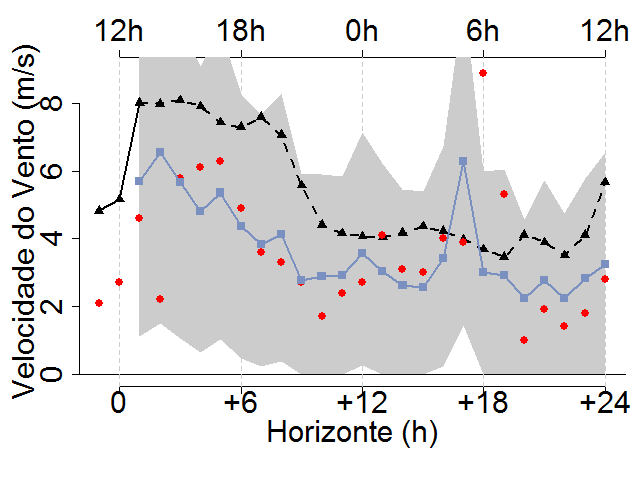 12h 18h 0h 6h 12h
Velocidade do Vento (m/s)
8
6
4
2
0
0 +6 +12 +18 +24
Horizonte (h)